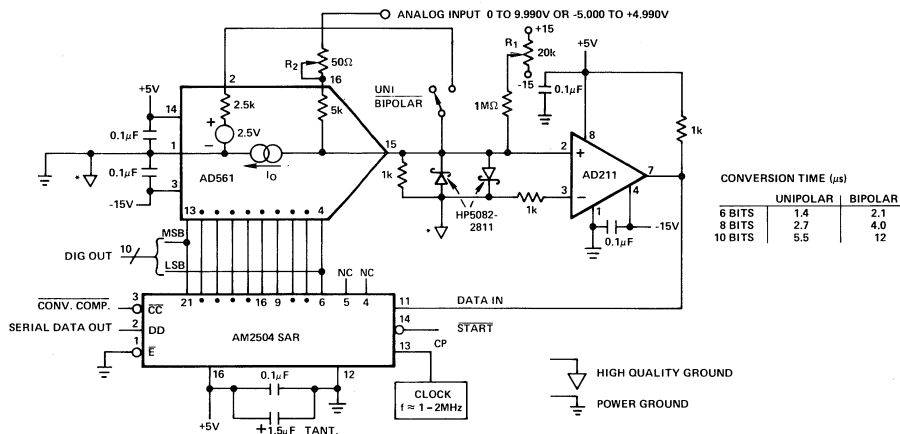 ANALOG INPUT 0 TO 9.990V OR -5.000 TO +4.990V
+15
R1
20k
-15
+5V
R2
50Ω
2
16
UNI
BIPOLAR
0.1μF
1MΩ
1k
+5V
14
2.5k
5k
+
2.5V
−
0.1μF
1
15
2
+
8
7
IO
AD561
AD211
*
0.1μF
3
-15V
1k
HP5082-
2811
1k
3
−
4
1
0.1μF
-15V
*
13
4
CONVERSION TIME (μs)
UNIPOLAR BIPOLAR
6 BITS 1.4 2.1
8 BITS 2.7 4.0
10 BITS 5.5 12
MSB
DIG OUT
10
LSB
NC NC
21
16
9
6
5
4
11
DATA IN
CONV. COMP.
3
CC
14
START
SERIAL DATA OUT
2
DD
AM2504 SAR
13
CP
1
E
16
12
0.1μF
+5V
+
1.5μF TANT.
CLOCK
f ≈ 1 – 2MHz
HIGH QUALITY GROUND
POWER GROUND